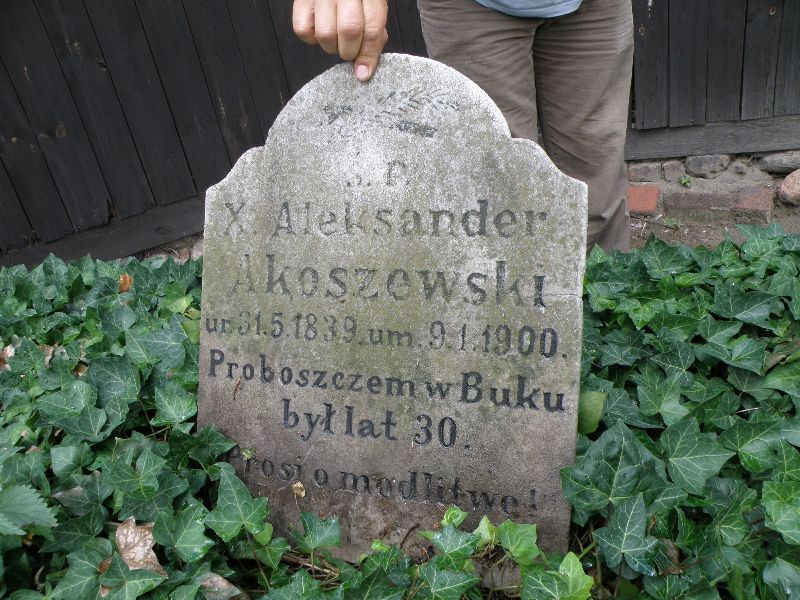 Ś. P.
X. Aleksander
Akoszewski
ur. 31.5.1839. um. 9.1.1900.
Proboszczem w Buku
był lat 30.
Prosi o modlitwę!